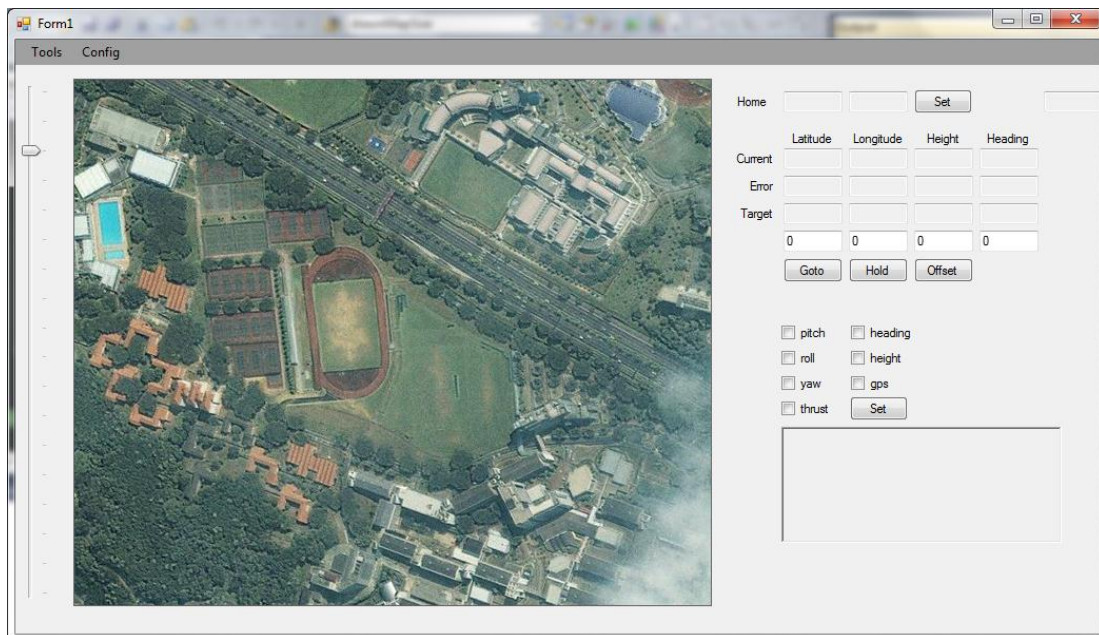 Form1
Tools Config
Home Set
Latitude Longitude Height Heading
Current
Error
Target
0 0 0 0
Goto Hold Offset
pitch heading
roll height
yaw gps
thrust Set